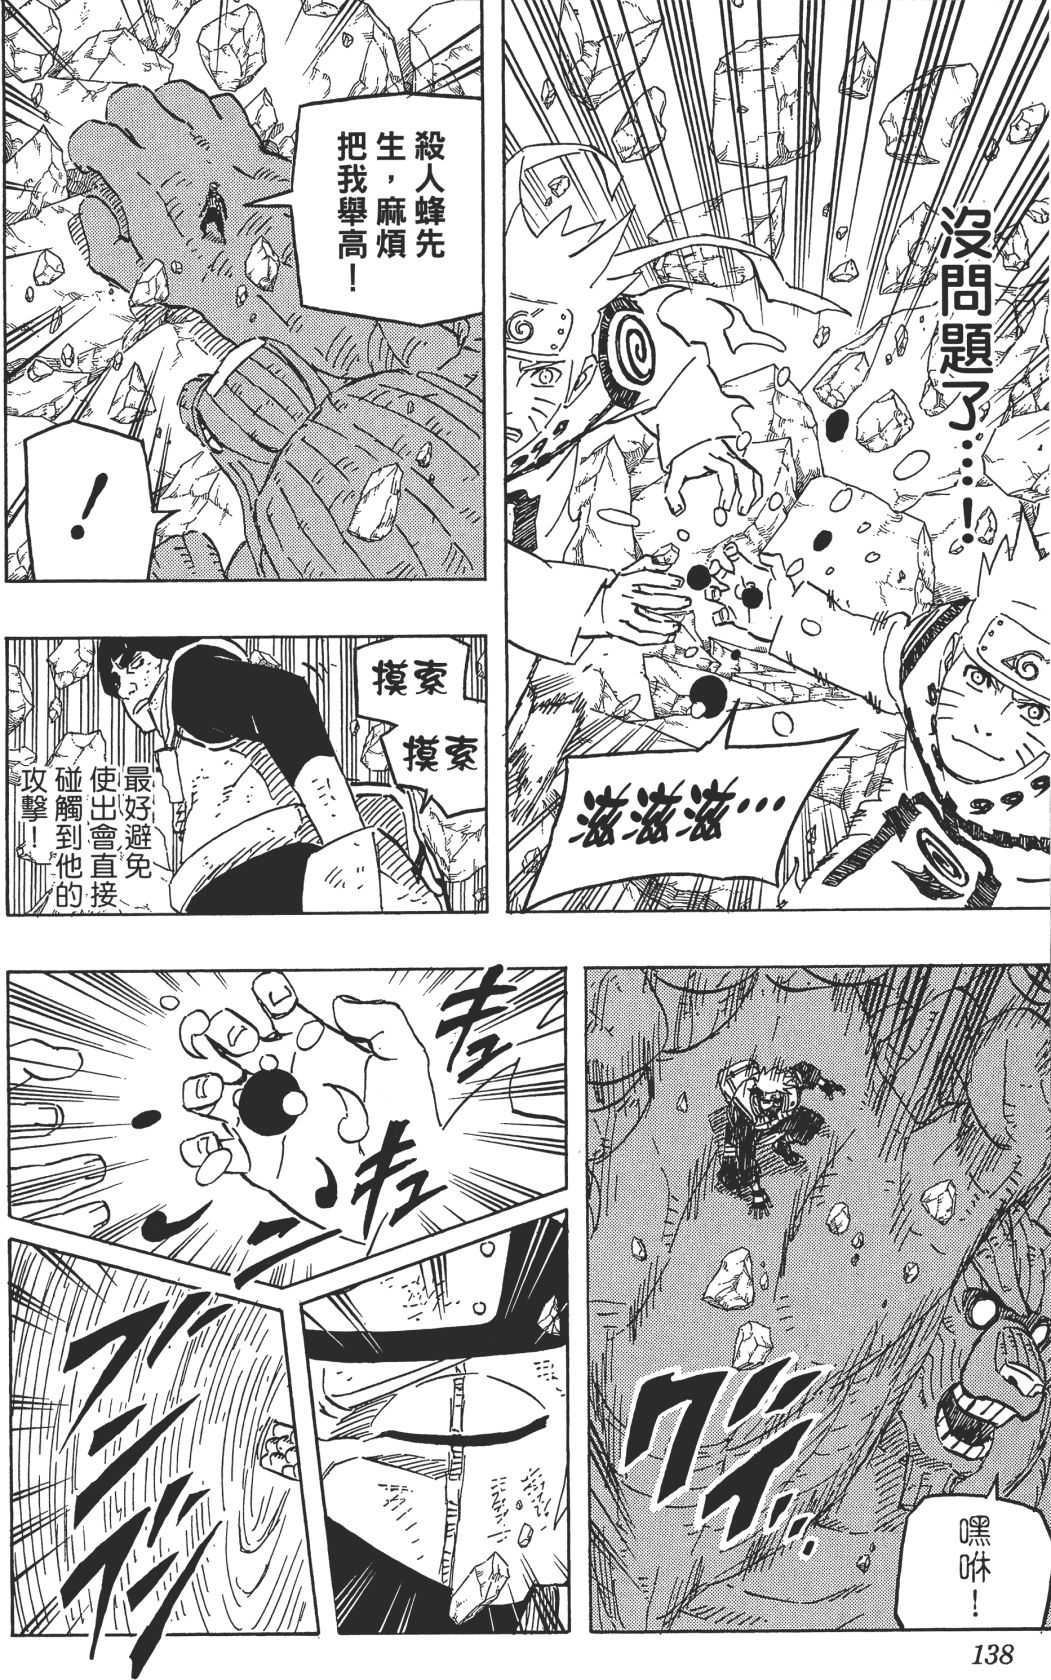 沒問題了…！
滋滋滋…
殺人蜂先
生，麻煩
把我舉高！
！
摸索
摸索
最好避免
使出會直接
碰觸到他的
攻擊！
グイッ
嘿咻！
キュ
キュ
ブンブン
138